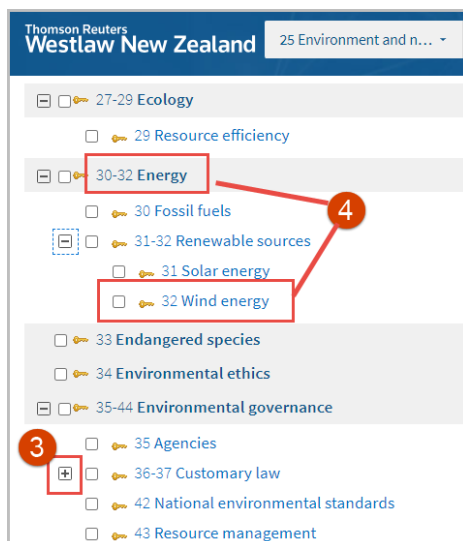 Thomson Reuters
Westlaw New Zealand
25 Environment and n...
27-29 Ecology
29 Resource efficiency
30-32 Energy
30 Fossil fuels
4
31-32 Renewable sources
31 Solar energy
32 Wind energy
33 Endangered species
34 Environmental ethics
35-44 Environmental governance
3
35 Agencies
36-37 Customary law
42 National environmental standards
43 Resource management